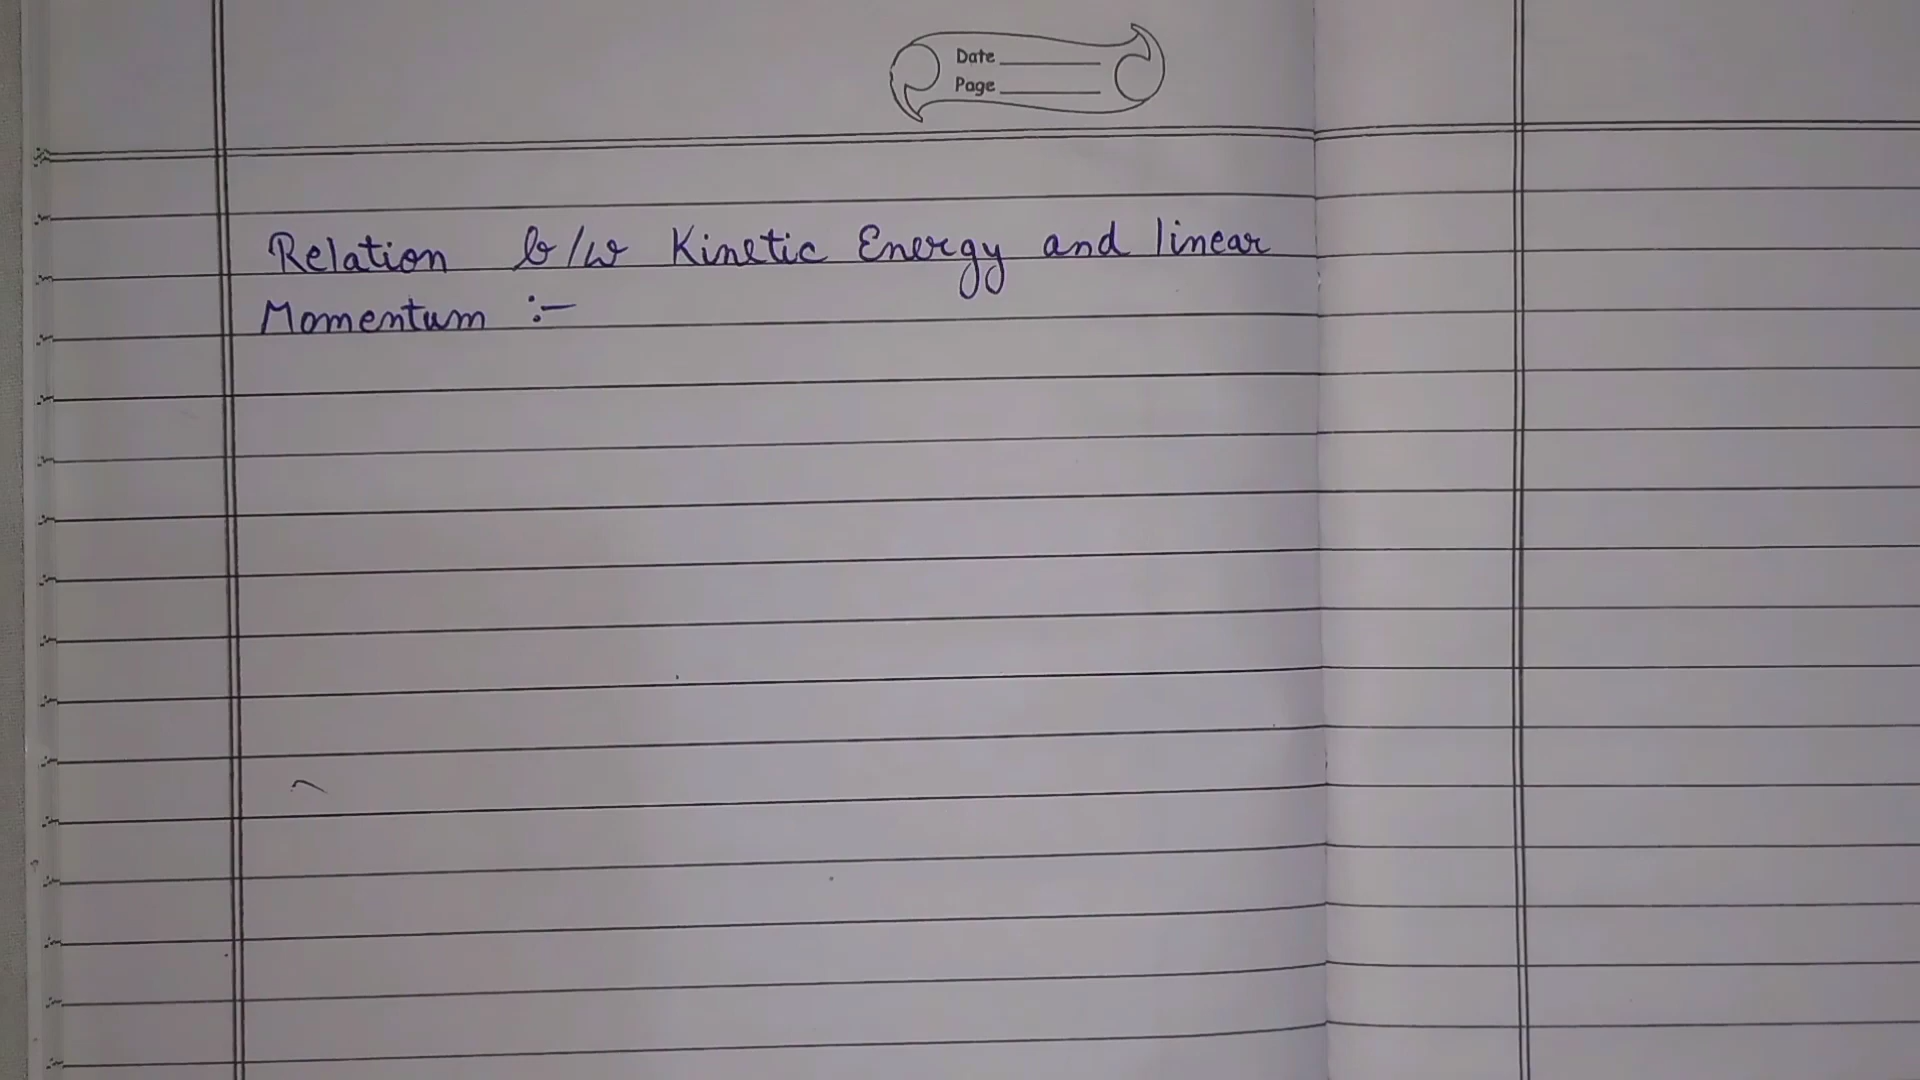 Date
Page
Relation b/w Kinetic Energy and linear
Momentum :-